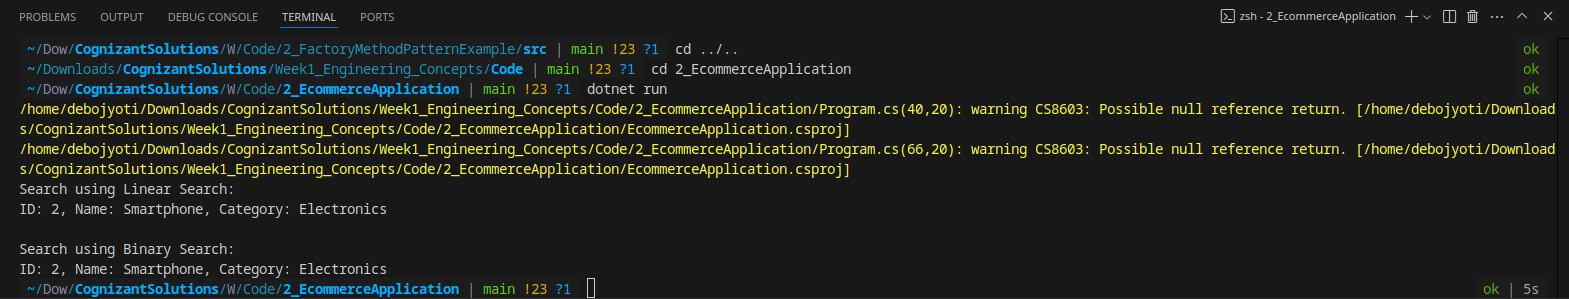 PROBLEMS OUTPUT DEBUG CONSOLE TERMINAL PORTS zsh - 2_EcommerceApplication
~/Dow/CognizantSolutions/W/Code/2_FactoryMethodPatternExample/src | main !23 ?1 cd ../.. ok
~/Downloads/CognizantSolutions/Week1_Engineering_Concepts/Code | main !23 ?1 cd 2_EcommerceApplication ok
~/Dow/CognizantSolutions/W/Code/2_EcommerceApplication | main !23 ?1 dotnet run ok
/home/debojyoti/Downloads/CognizantSolutions/Week1_Engineering_Concepts/Code/2_EcommerceApplication/Program.cs(40,20): warning CS8603: Possible null reference return. [/home/debojyoti/Download
s/CognizantSolutions/Week1_Engineering_Concepts/Code/2_EcommerceApplication/EcommerceApplication.csproj]
/home/debojyoti/Downloads/CognizantSolutions/Week1_Engineering_Concepts/Code/2_EcommerceApplication/Program.cs(66,20): warning CS8603: Possible null reference return. [/home/debojyoti/Download
s/CognizantSolutions/Week1_Engineering_Concepts/Code/2_EcommerceApplication/EcommerceApplication.csproj]
Search using Linear Search:
ID: 2, Name: Smartphone, Category: Electronics
Search using Binary Search:
ID: 2, Name: Smartphone, Category: Electronics
~/Dow/CognizantSolutions/W/Code/2_EcommerceApplication | main !23 ?1 ok | 5s